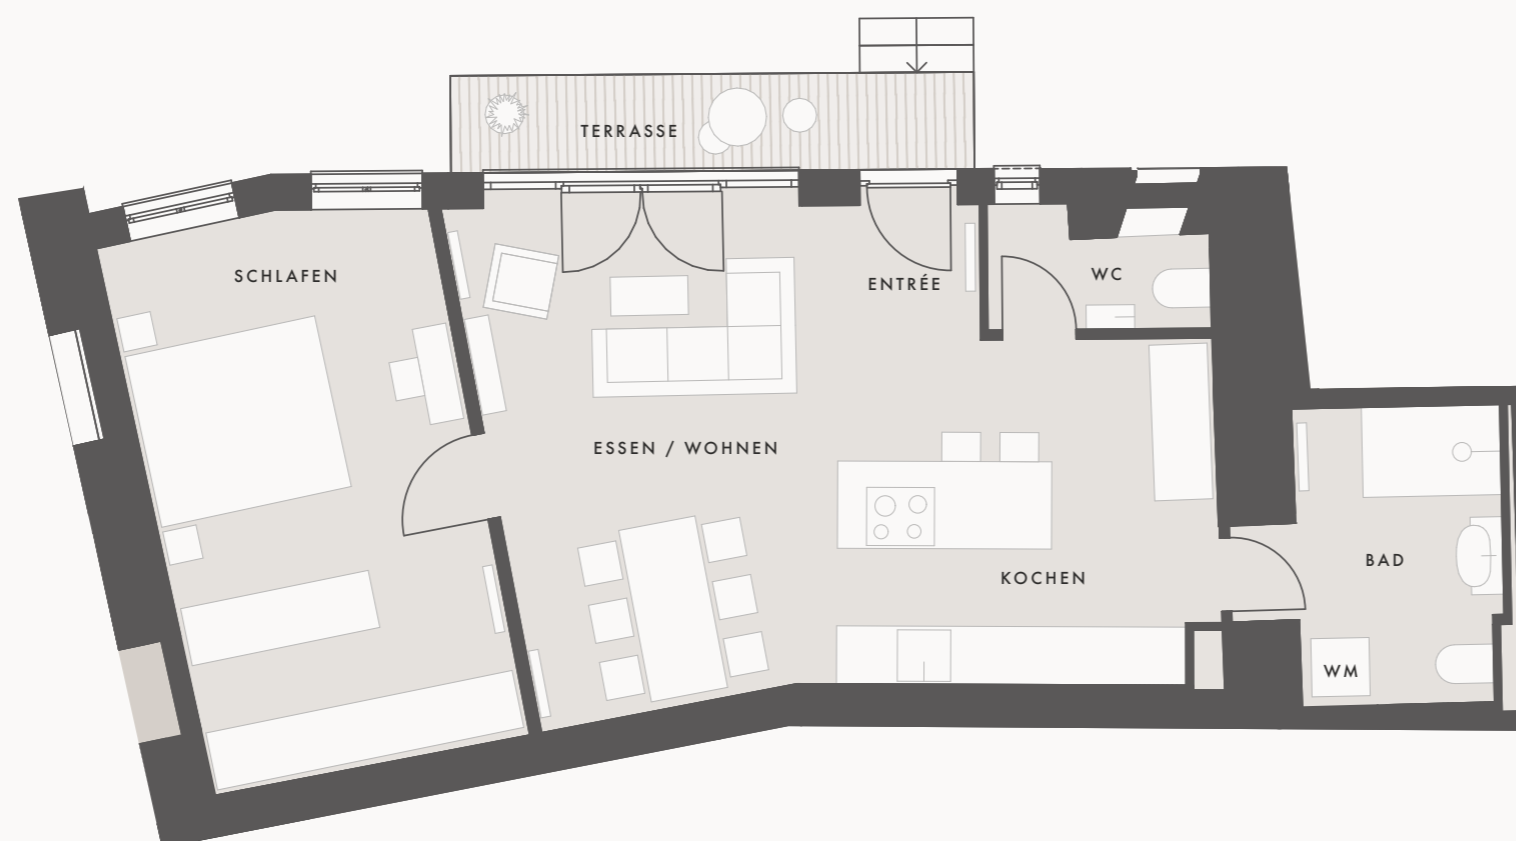 TERRASSE
SCHLAFEN
ENTRÉE
WC
ESSEN / WOHNEN
KOCHEN
BAD
WM